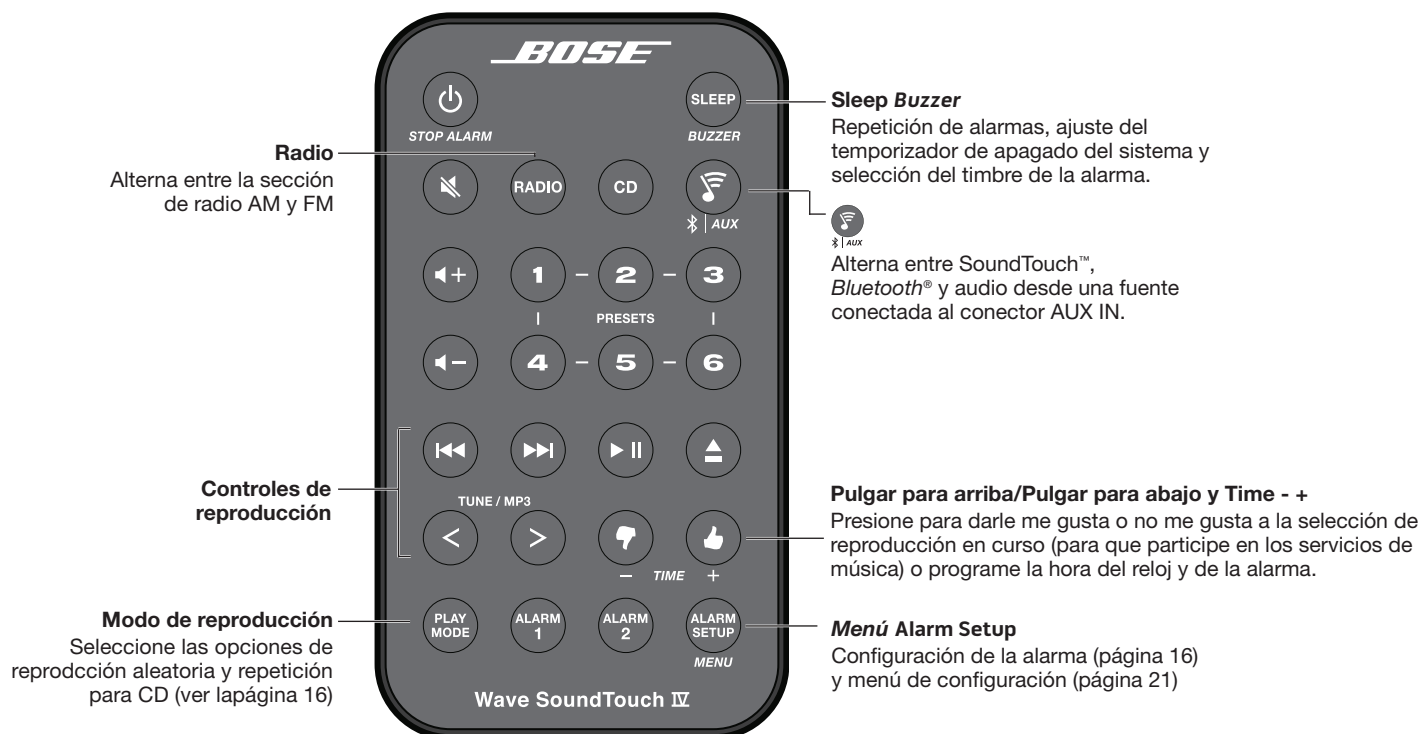 BOSE
SLEEP
STOP ALARM
BUZZER
RADIO
CD
AUX
1 - 2 - 3
PRESETS
4 - 5 - 6
TUNE / MP3
< >
- TIME +
PLAY MODE
ALARM 1
ALARM 2
ALARM SETUP
MENU
Wave SoundTouch IV
Radio
Alterna entre la sección
de radio AM y FM
Controles de
reproducción
Modo de reproducción
Seleccione las opciones de
reprodcción aleatoria y repetición
para CD (ver lapágina 16)
Sleep Buzzer
Repetición de alarmas, ajuste del
temporizador de apagado del sistema y
selección del timbre de la alarma.
AUX
Alterna entre SoundTouch™,
Bluetooth® y audio desde una fuente
conectada al conector AUX IN.
Pulgar para arriba/Pulgar para abajo y Time - +
Presione para darle me gusta o no me gusta a la selección de
reproducción en curso (para que participe en los servicios de
música) o programe la hora del reloj y de la alarma.
Menú Alarm Setup
Configuración de la alarma (página 16)
y menú de configuración (página 21)